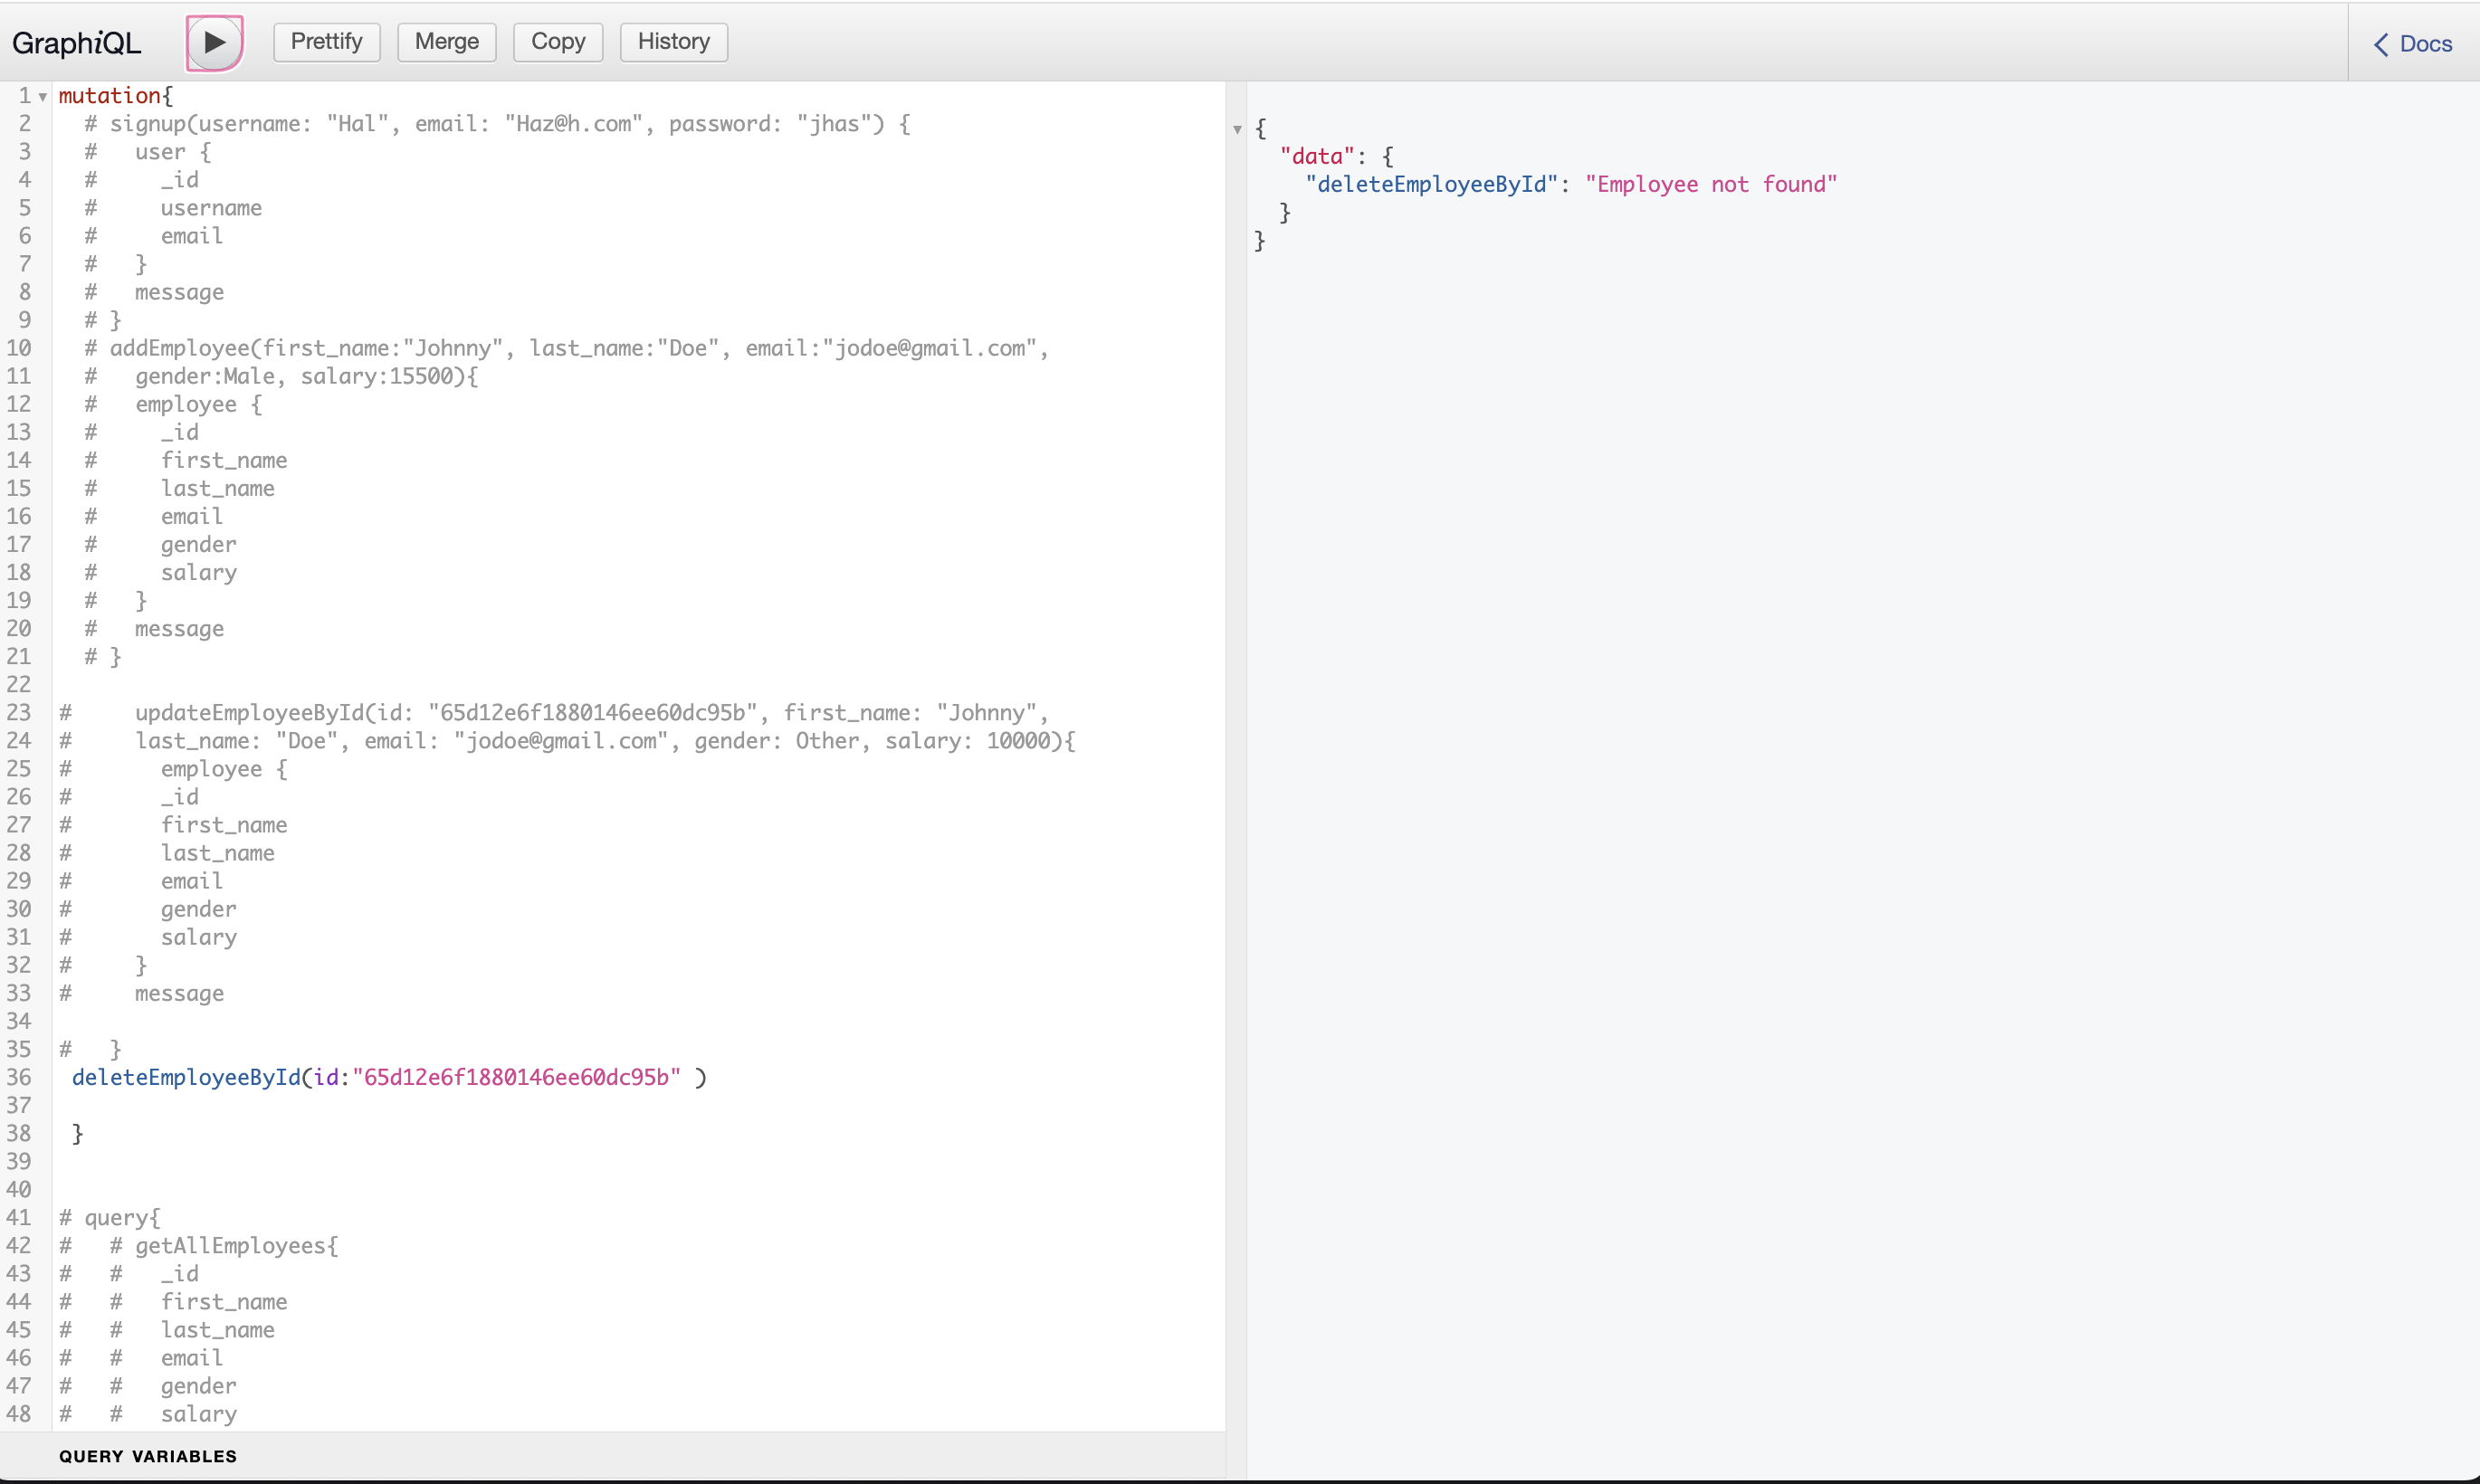 GraphiQL
Prettify
Merge
Copy
History
Docs
1 mutation{
2   # signup(username: "Hal", email: "Haz@h.com", password: "jhas") {
3   #   user {
4   #     _id
5   #     username
6   #     email
7   #   }
8   #   message
9   # }
10   # addEmployee(first_name:"Johnny", last_name:"Doe", email:"jodoe@gmail.com",
11   #   gender:Male, salary:15500){
12   #   employee {
13   #     _id
14   #     first_name
15   #     last_name
16   #     email
17   #     gender
18   #     salary
19   #   }
20   #   message
21   # }
22
23 #     updateEmployeeById(id: "65d12e6f1880146ee60dc95b", first_name: "Johnny",
24 #     last_name: "Doe", email: "jodoe@gmail.com", gender: Other, salary: 10000){
25 #       employee {
26 #       _id
27 #       first_name
28 #       last_name
29 #       email
30 #       gender
31 #       salary
32 #     }
33 #     message
34
35 #   }
36  deleteEmployeeById(id:"65d12e6f1880146ee60dc95b" )
37
38  }
39
40
41 # query{
42 #   # getAllEmployees{
43 #   #   _id
44 #   #   first_name
45 #   #   last_name
46 #   #   email
47 #   #   gender
48 #   #   salary
QUERY VARIABLES
{
  "data": {
    "deleteEmployeeById": "Employee not found"
  }
}